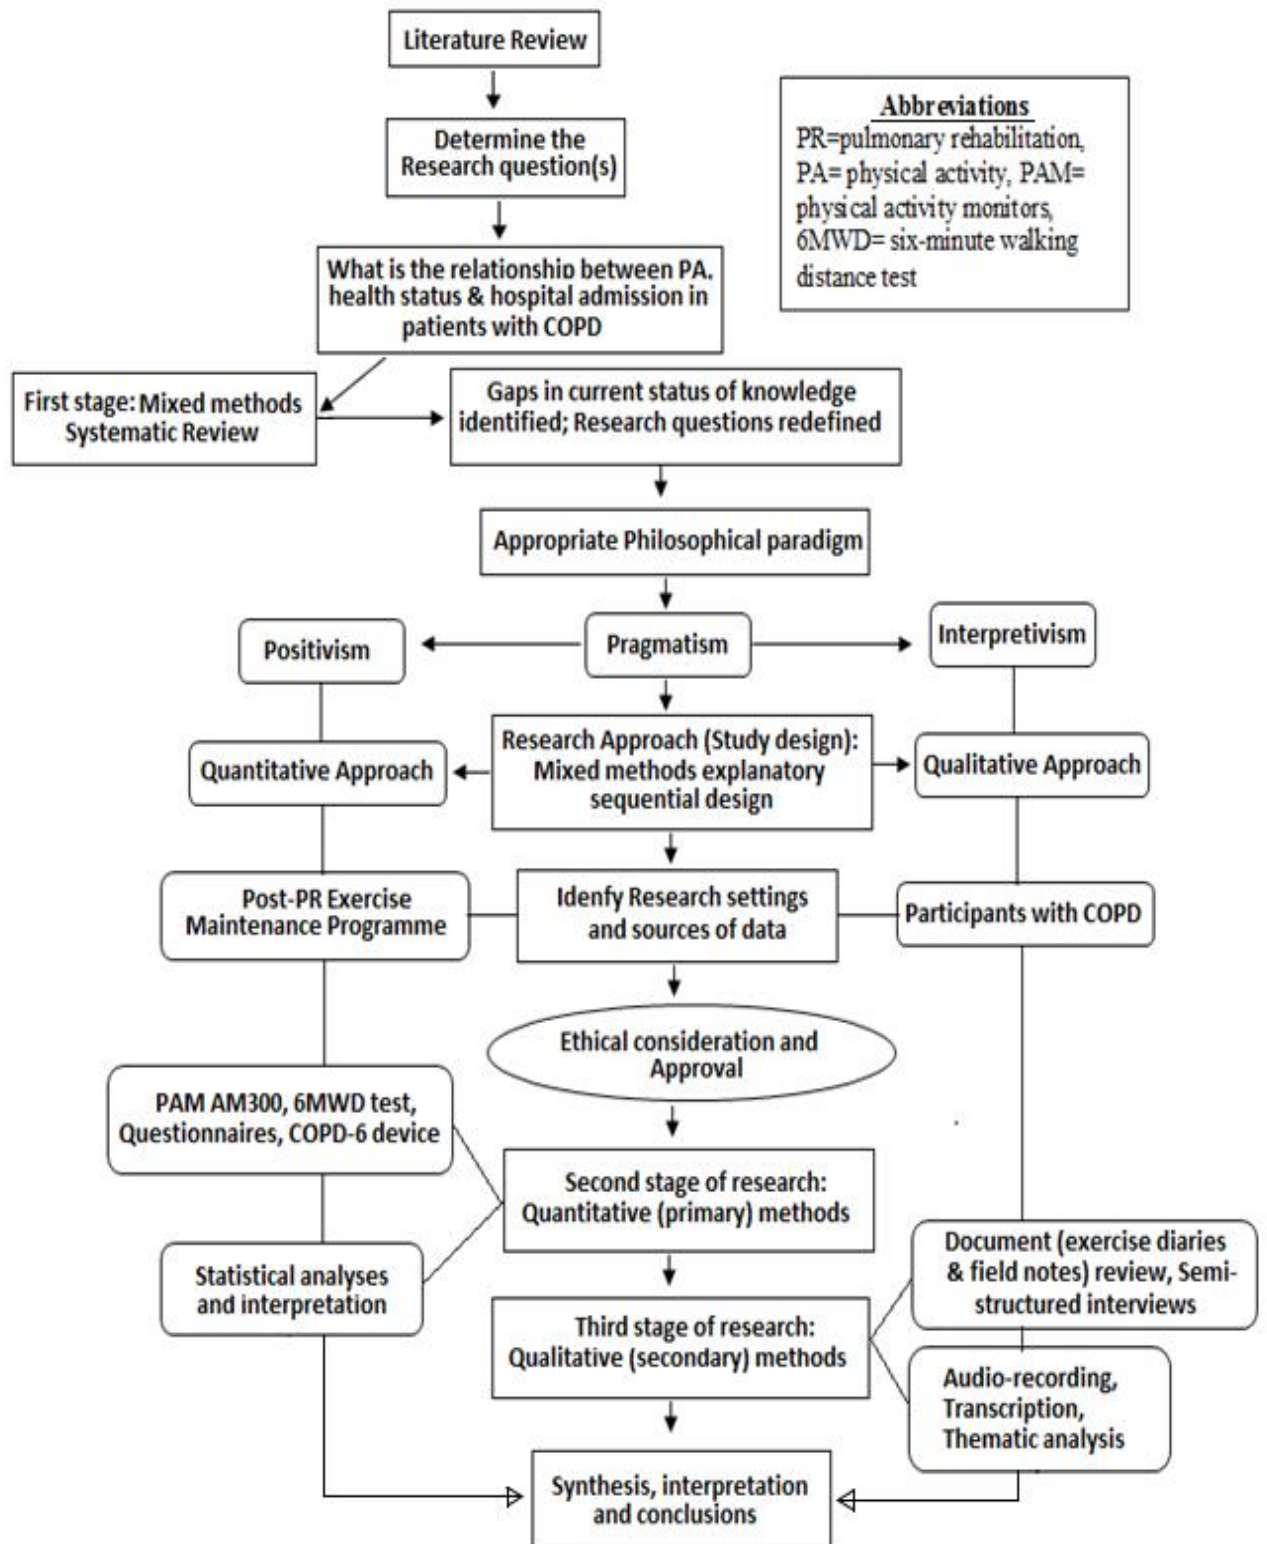 Literature Review
Abbreviations
PR=pulmonary rehabilitation,
PA= physical activity, PAM=
physical activity monitors,
6MWD= six-minute walking
distance test
Determine the
Research question(s)
What is the relationship between PA,
health status & hospital admission in
patients with COPD
First stage: Mixed methods
Systematic Review
Gaps in current status of knowledge
identified; Research questions redefined
Appropriate Philosophical paradigm
Positivism
Pragmatism
Interpretivism
Quantitative Approach
Research Approach (Study design):
Mixed methods explanatory
sequential design
Qualitative Approach
Post-PR Exercise
Maintenance Programme
Idenfy Research settings
and sources of data
Participants with COPD
Ethical consideration and
Approval
PAM AM300, 6MWD test,
Questionnaires, COPD-6 device
Second stage of research:
Quantitative (primary) methods
Statistical analyses
and interpretation
Document (exercise diaries
& field notes) review, Semi-
structured interviews
Third stage of research:
Qualitative (secondary) methods
Audio-recording,
Transcription,
Thematic analysis
Synthesis, interpretation
and conclusions